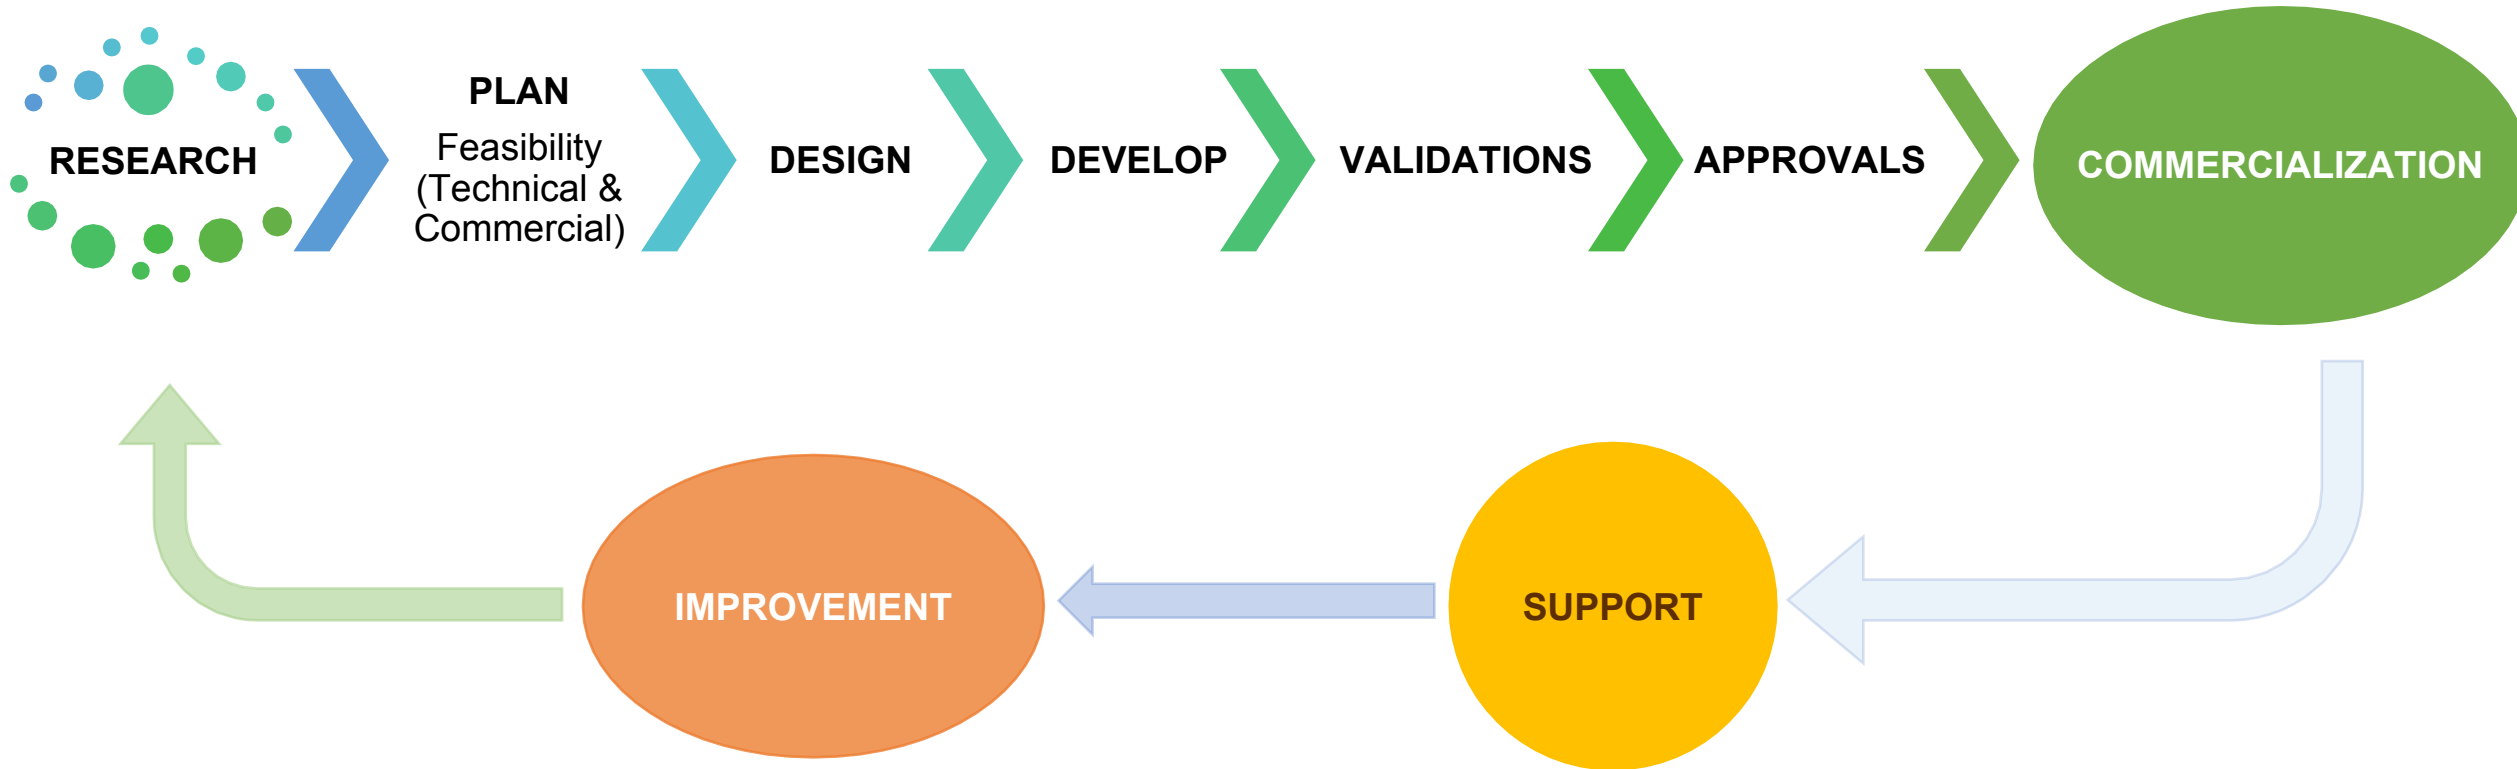 RESEARCH
PLAN
Feasibility
(Technical &
Commercial)
DESIGN
DEVELOP
VALIDATIONS
APPROVALS
COMMERCIALIZATION
IMPROVEMENT
SUPPORT